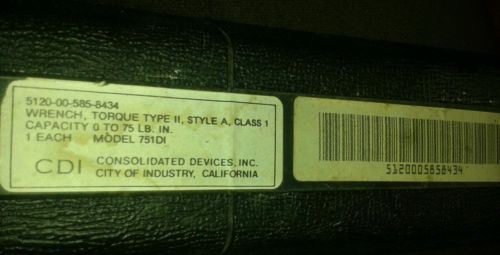 5120-00-585-8434
WRENCH, TORQUE TYPE II, STYLE A, CLASS 1
CAPACITY 0 TO 75 LB. IN.
1 EACH MODEL 751DI
CDI CONSOLIDATED DEVICES, INC.
CITY OF INDUSTRY, CALIFORNIA
5120005858434